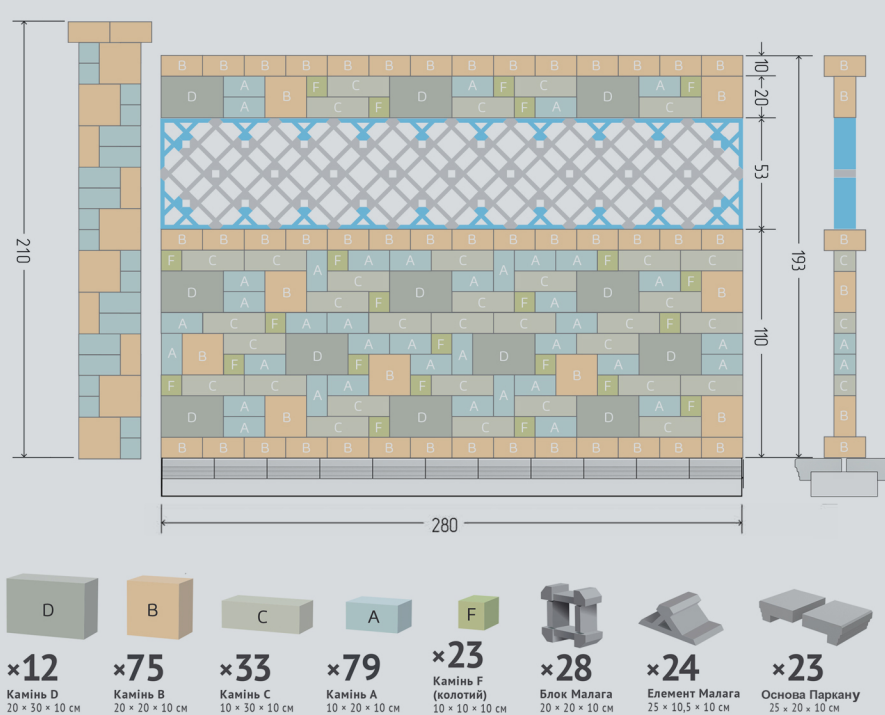 210
B B B B B B B B B B B B B B
D A A B F C C F D A C F C F A D A C F B
B B B B B B B B B B B B B B
F C C A F A A A C A A A F C C
D A A B C C F D A C C F A D A C F B
A C F A A C C C A C F C
A B C F A D A F B A F A A D A F B C A D A A
F C C A A A F C A A A C C C
D A A B C C F D A C C F A D A C F B
B B B B B B B B B B B B B B
10
20
53
110
193
B
B
B
C
B
C
A
A
C
B
B
280
D
B
C
A
F
×12
Камінь D
20 × 30 × 10 см
×75
Камінь B
20 × 20 × 10 см
×33
Камінь C
10 × 30 × 10 см
×79
Камінь A
10 × 20 × 10 см
×23
Камінь F
(колотий)
10 × 10 × 10 см
×28
Блок Малага
20 × 20 × 10 см
×24
Елемент Малага
25 × 10,5 × 10 см
×23
Основа Паркану
25 × 20 × 10 см